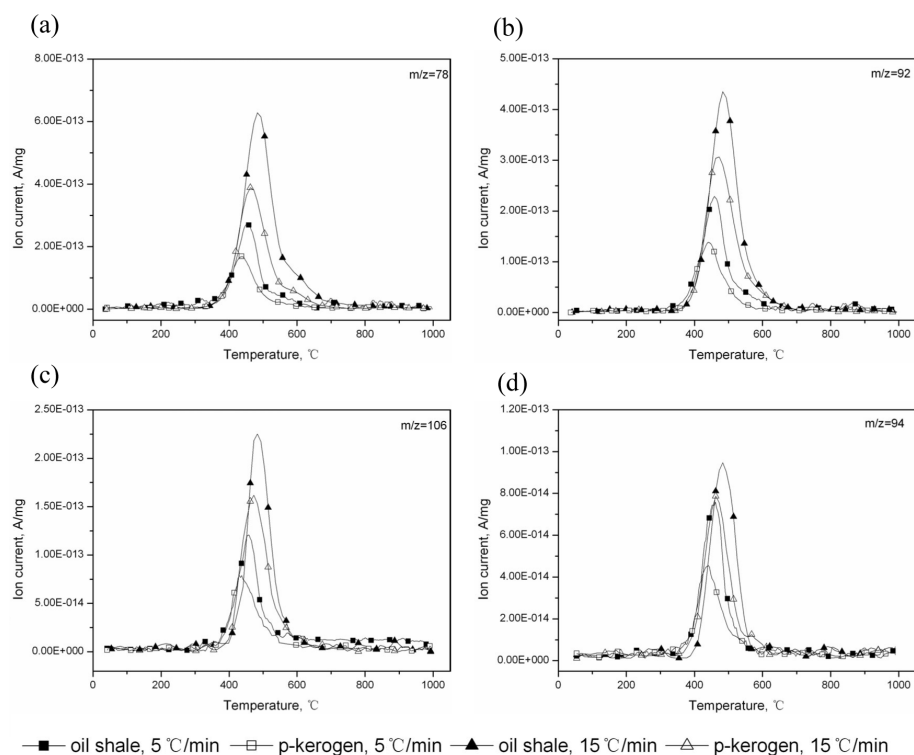 (a)
8.00E-013
6.00E-013
4.00E-013
2.00E-013
0.00E+000
Ion current, A/mg
m/z=78
0 200 400 600 800 1000
Temperature, ℃
(b)
5.00E-013
4.00E-013
3.00E-013
2.00E-013
1.00E-013
0.00E+000
Ion current, A/mg
m/z=92
0 200 400 600 800 1000
Temperature, ℃
(c)
2.50E-013
2.00E-013
1.50E-013
1.00E-013
5.00E-014
0.00E+000
Ion current, A/mg
m/z=106
0 200 400 600 800 1000
Temperature, ℃
(d)
1.20E-013
1.00E-013
8.00E-014
6.00E-014
4.00E-014
2.00E-014
0.00E+000
Ion current, A/mg
m/z=94
0 200 400 600 800 1000
Temperature, ℃
oil shale, 5 ℃/min p-kerogen, 5 ℃/min oil shale, 15 ℃/min p-kerogen, 15 ℃/min